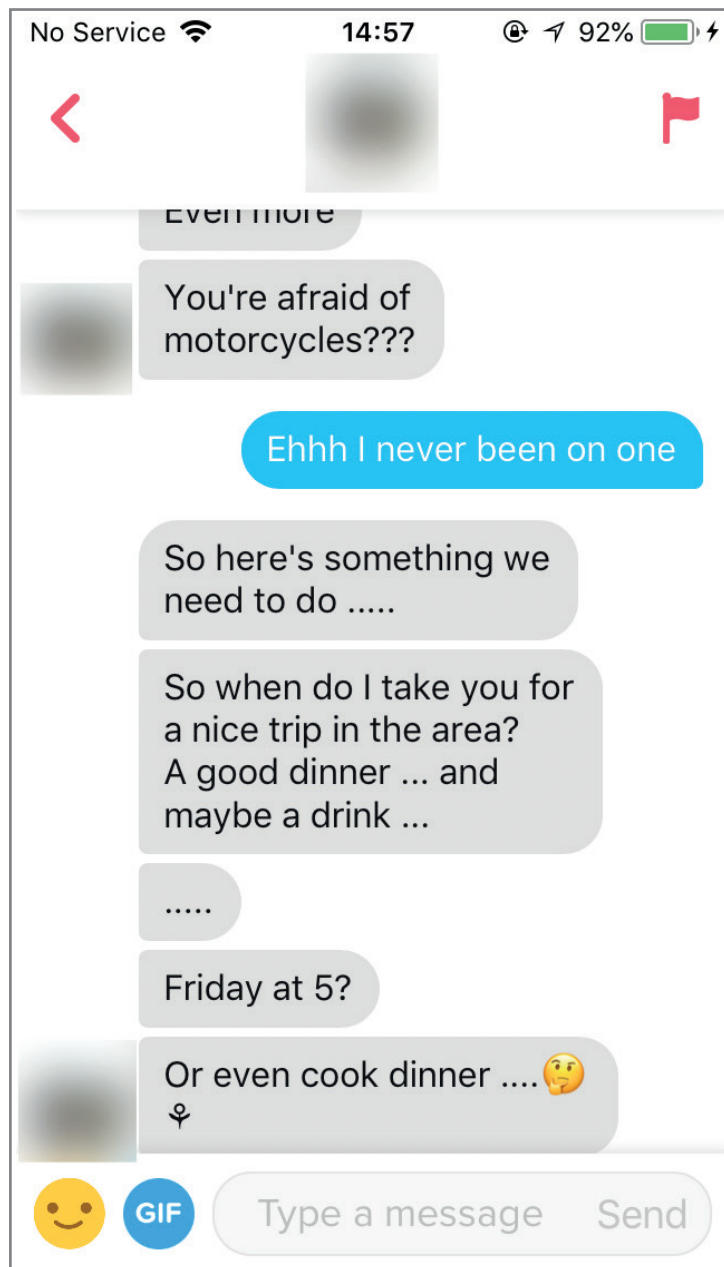 No Service 14:57 92%
Even more
You're afraid of
motorcycles???
Ehhh I never been on one
So here's something we
need to do .....
So when do I take you for
a nice trip in the area?
A good dinner ... and
maybe a drink ...
.....
Friday at 5?
Or even cook dinner ....🤔
⚘
GIF Type a message Send